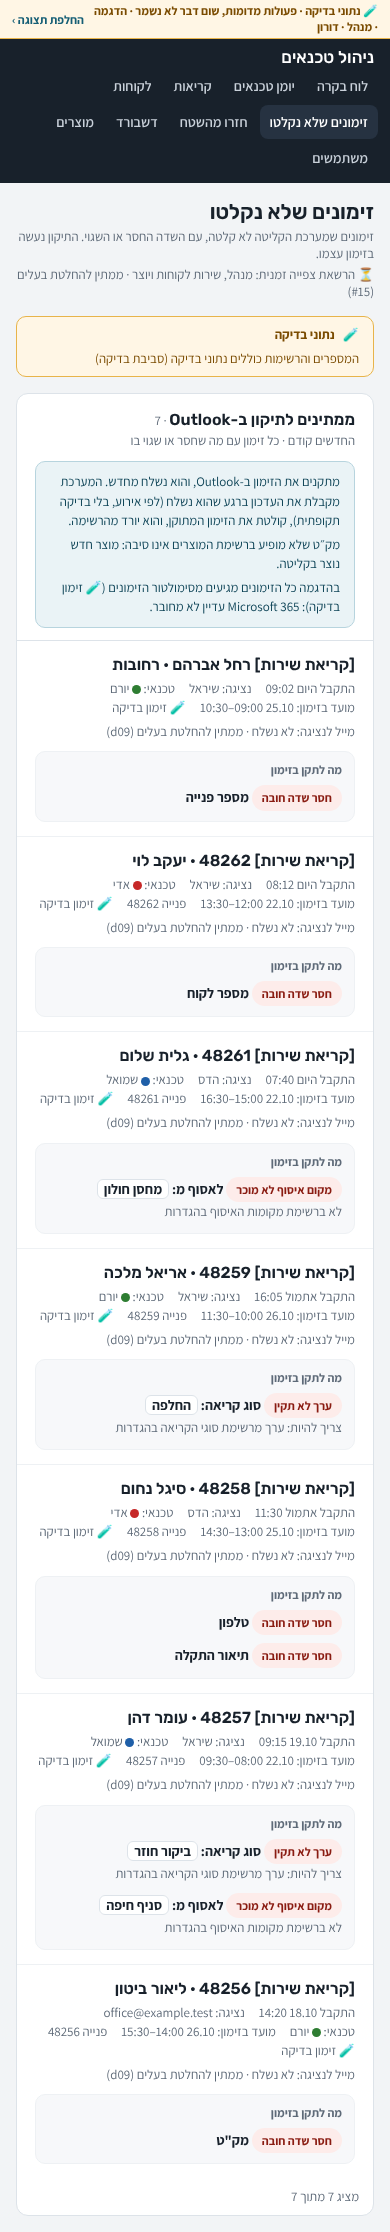 🧪 נתוני בדיקה · פעולות מדומות, שום דבר לא נשמר · הדגמה
· מנהל · דורון
החלפת תצוגה ›
ניהול טכנאים
לוח בקרה יומן טכנאים קריאות לקוחות
זימונים שלא נקלטו חזרו מהשטח דשבורד מוצרים
משתמשים
זימונים שלא נקלטו
זימונים שמערכת הקליטה לא קלטה, עם השדה החסר או השגוי. התיקון נעשה
בזימון עצמו.
⏳ הרשאת צפייה זמנית: מנהל, שירות לקוחות ויוצר · ממתין להחלטת בעלים
(#15)
🧪 נתוני בדיקה
המספרים והרשימות כוללים נתוני בדיקה (סביבת בדיקה)
ממתינים לתיקון ב-Outlook · 7
החדשים קודם · כל זימון עם מה שחסר או שגוי בו
מתקנים את הזימון ב-Outlook, והוא נשלח מחדש. המערכת
מקבלת את העדכון ברגע שהוא נשלח (לפי אירוע, בלי בדיקה
תקופתית), קולטת את הזימון המתוקן, והוא יורד מהרשימה.
מק״ט שלא מופיע ברשימת המוצרים אינו סיבה: מוצר חדש
נוצר בקליטה.
בהדגמה כל הזימונים מגיעים מסימולטור הזימונים (🧪 זימון
בדיקה): Microsoft 365 עדיין לא מחובר.
[קריאת שירות] רחל אברהם • רחובות
התקבל היום 09:02 נציגה: שיראל טכנאי: יורם
מועד בזימון: 25.10 09:00–10:30 🧪 זימון בדיקה
מייל לנציגה: לא נשלח · ממתין להחלטת בעלים (d09)
מה לתקן בזימון
חסר שדה חובה מספר פנייה
[קריאת שירות] 48262 • יעקב לוי
התקבל היום 08:12 נציגה: שיראל טכנאי: אדי
מועד בזימון: 22.10 12:00–13:30 פנייה 48262 🧪 זימון בדיקה
מייל לנציגה: לא נשלח · ממתין להחלטת בעלים (d09)
מה לתקן בזימון
חסר שדה חובה מספר לקוח
[קריאת שירות] 48261 • גלית שלום
התקבל היום 07:40 נציגה: הדס טכנאי: שמואל
מועד בזימון: 22.10 15:00–16:30 פנייה 48261 🧪 זימון בדיקה
מייל לנציגה: לא נשלח · ממתין להחלטת בעלים (d09)
מה לתקן בזימון
מקום איסוף לא מוכר לאסוף מ: מחסן חולון
לא ברשימת מקומות האיסוף בהגדרות
[קריאת שירות] 48259 • אריאל מלכה
התקבל אתמול 16:05 נציגה: שיראל טכנאי: יורם
מועד בזימון: 26.10 10:00–11:30 פנייה 48259 🧪 זימון בדיקה
מייל לנציגה: לא נשלח · ממתין להחלטת בעלים (d09)
מה לתקן בזימון
ערך לא תקין סוג קריאה: החלפה
צריך להיות: ערך מרשימת סוגי הקריאה בהגדרות
[קריאת שירות] 48258 • סיגל נחום
התקבל אתמול 11:30 נציגה: הדס טכנאי: אדי
מועד בזימון: 25.10 13:00–14:30 פנייה 48258 🧪 זימון בדיקה
מייל לנציגה: לא נשלח · ממתין להחלטת בעלים (d09)
מה לתקן בזימון
חסר שדה חובה טלפון
חסר שדה חובה תיאור התקלה
[קריאת שירות] 48257 • עומר דהן
התקבל 19.10 09:15 נציגה: שיראל טכנאי: שמואל
מועד בזימון: 22.10 08:00–09:30 פנייה 48257 🧪 זימון בדיקה
מייל לנציגה: לא נשלח · ממתין להחלטת בעלים (d09)
מה לתקן בזימון
ערך לא תקין סוג קריאה: ביקור חוזר
צריך להיות: ערך מרשימת סוגי הקריאה בהגדרות
מקום איסוף לא מוכר לאסוף מ: סניף חיפה
לא ברשימת מקומות האיסוף בהגדרות
[קריאת שירות] 48256 • ליאור ביטון
התקבל 18.10 14:20 נציגה: office@example.test
טכנאי: יורם מועד בזימון: 26.10 14:00–15:30 פנייה 48256
🧪 זימון בדיקה
מייל לנציגה: לא נשלח · ממתין להחלטת בעלים (d09)
מה לתקן בזימון
חסר שדה חובה מק"ט
מציג 7 מתוך 7